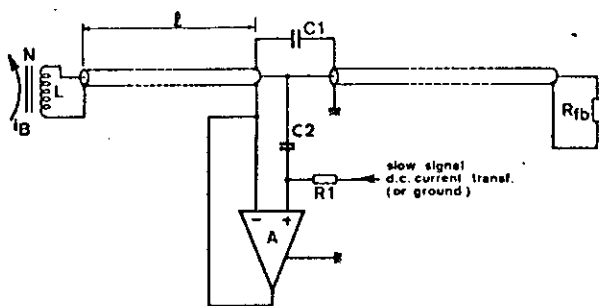 ℓ
C1
N
L
iB
Rfb
C2
slow signal
d.c. current transf.
(or ground)
R1
- +
A